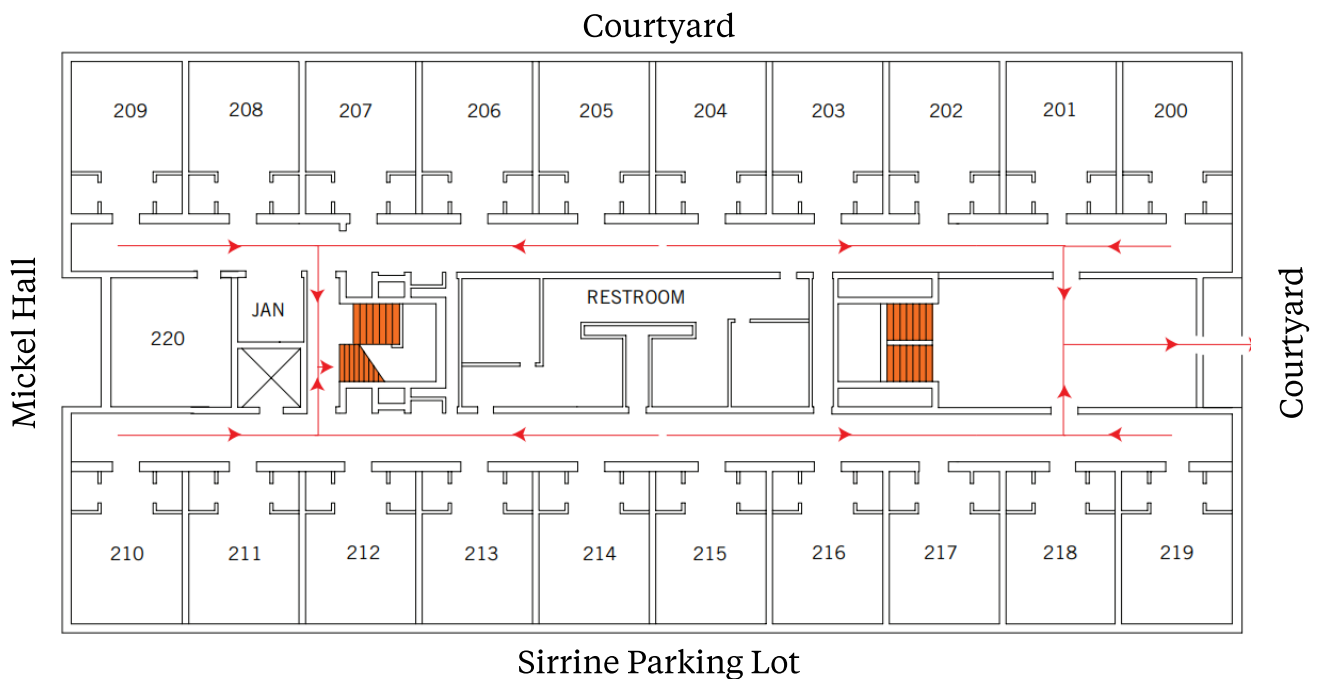 Courtyard
209 208 207 206 205 204 203 202 201 200
Mickel Hall
220
JAN
RESTROOM
Courtyard
210 211 212 213 214 215 216 217 218 219
Sirrine Parking Lot